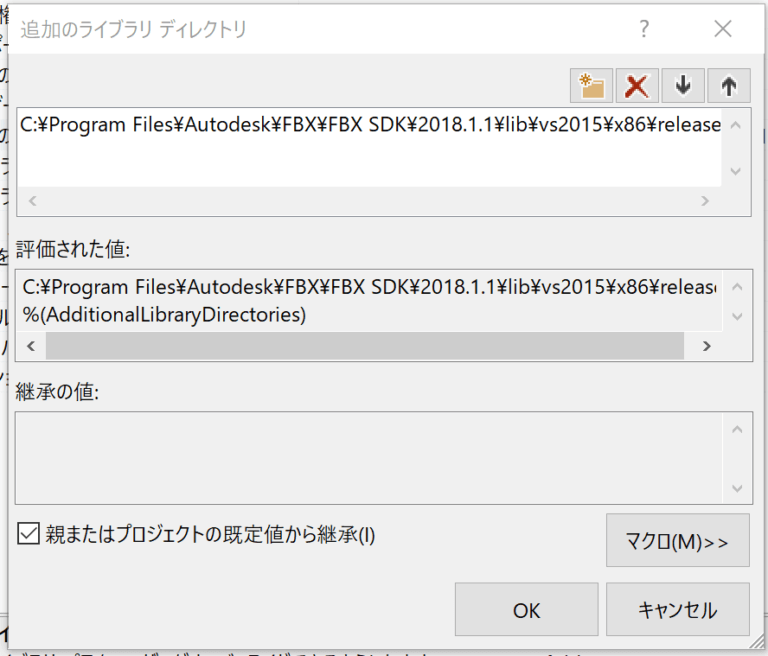 追加のライブラリ ディレクトリ
?
C:¥Program Files¥Autodesk¥FBX¥FBX SDK¥2018.1.1¥lib¥vs2015¥x86¥release
評価された値:
C:¥Program Files¥Autodesk¥FBX¥FBX SDK¥2018.1.1¥lib¥vs2015¥x86¥release
%(AdditionalLibraryDirectories)
継承の値:
親またはプロジェクトの既定値から継承(I)
マクロ(M)>>
OK
キャンセル